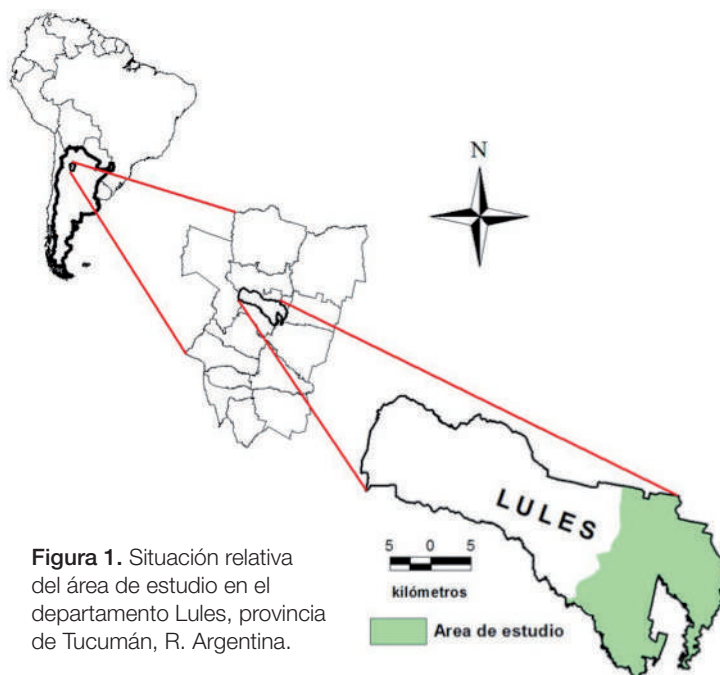 N
LULES
5 0 5
kilómetros
Area de estudio
Figura 1. Situación relativa
del área de estudio en el
departamento Lules, provincia
de Tucumán, R. Argentina.